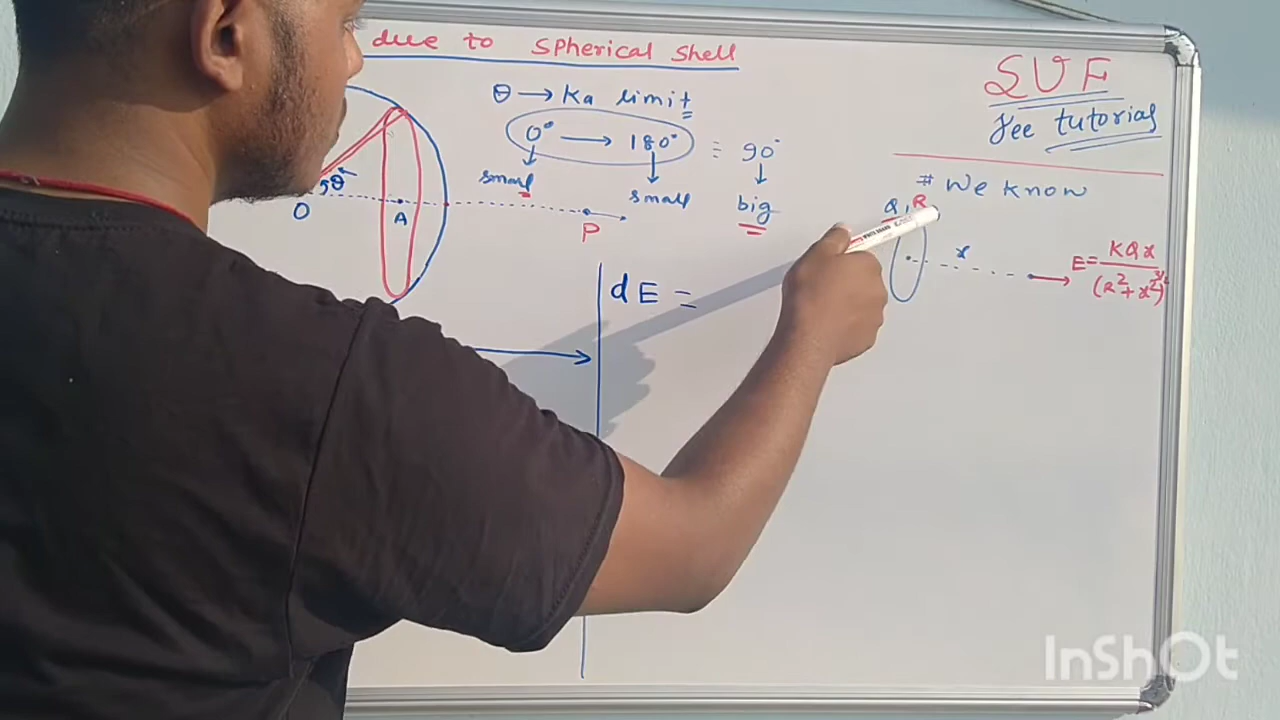 due to spherical shell
θ → Ka limit
0° → 180° ≡ 90°
small small big
θ
O A P
dE =
SUF
free tutorial
# We Know
Q, R
x
E = KQx
(R²+x²)^3/2
InShOt